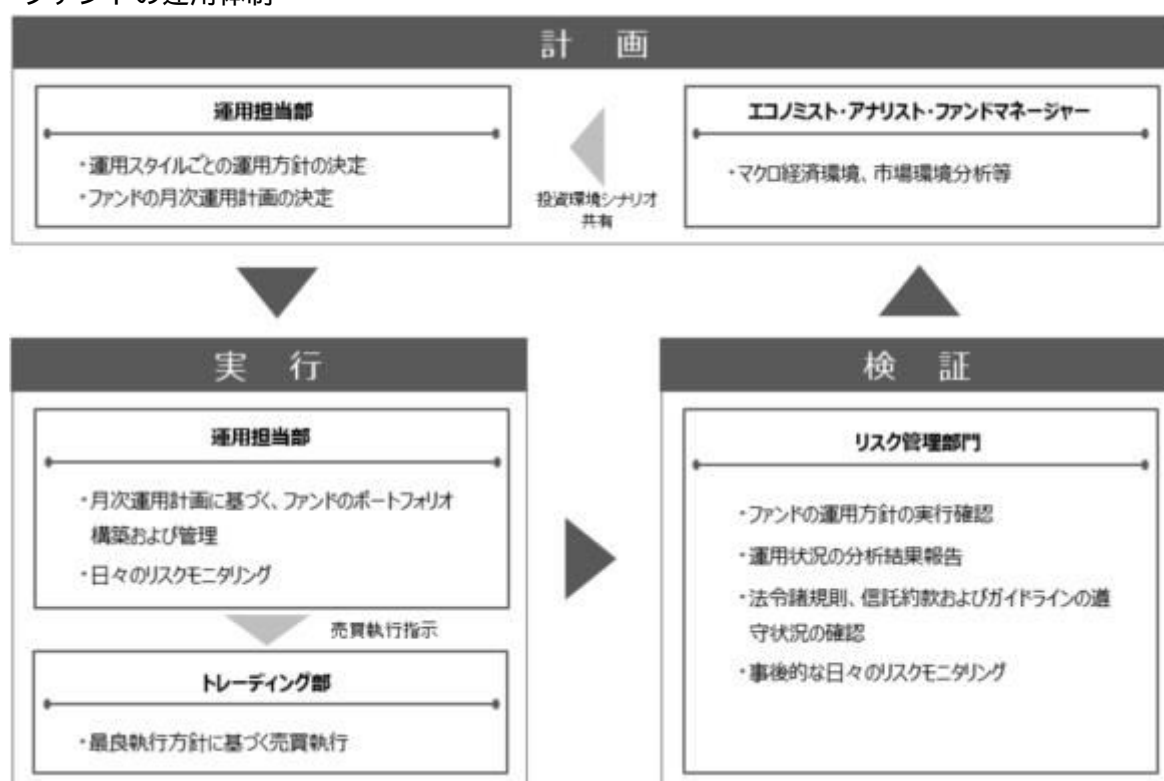 ファンドの運用体制
計 画
運用担当部
・運用スタイルごとの運用方針の決定
・ファンドの月次運用計画の決定
投資環境シナリオ
共有
エコノミスト・アナリスト・ファンドマネージャー
・マクロ経済環境、市場環境分析等
実 行
運用担当部
・月次運用計画に基づく、ファンドのポートフォリオ
構築および管理
・日々のリスクモニタリング
売買執行指示
トレーディング部
・最良執行方針に基づく売買執行
検 証
リスク管理部門
・ファンドの運用方針の実行確認
・運用状況の分析結果報告
・法令諸規則、信託約款およびガイドラインの遵
守状況の確認
・事後的な日々のリスクモニタリング